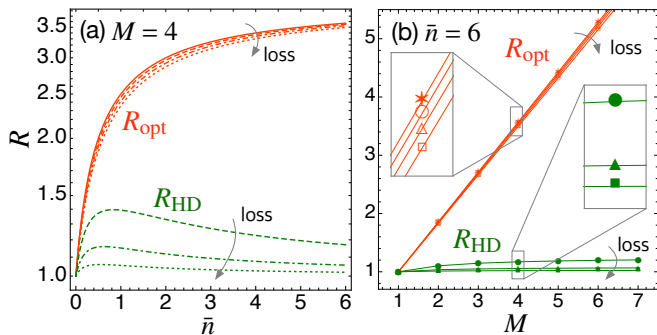 (a) M = 4
loss
R_opt
R_HD
loss
R
3.5
3.0
2.5
2.0
1.5
1.0
0 1 2 3 4 5 6
n̄
(b) n̄ = 6
R_opt
loss
R_HD
loss
5
4
3
2
1
1 2 3 4 5 6 7
M